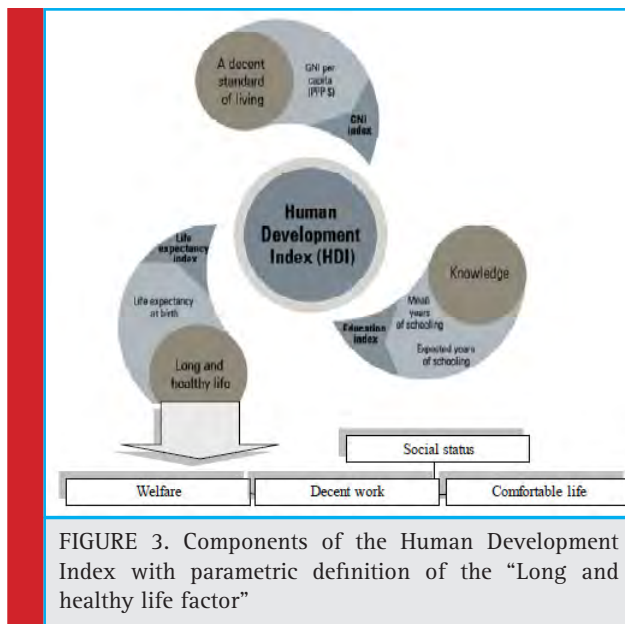 A decent
standard
of living
GNI per
capita
(PPP $)
GNI
index
Human
Development
Index (HDI)
Life
expectancy
index
Life expectancy
at birth
Long and
healthy life
Knowledge
Mean
years
of schooling
Expected years
of schooling
Education
index
Social status
Welfare
Decent work
Comfortable life
FIGURE 3. Components of the Human Development
Index with parametric definition of the “Long and
healthy life factor”